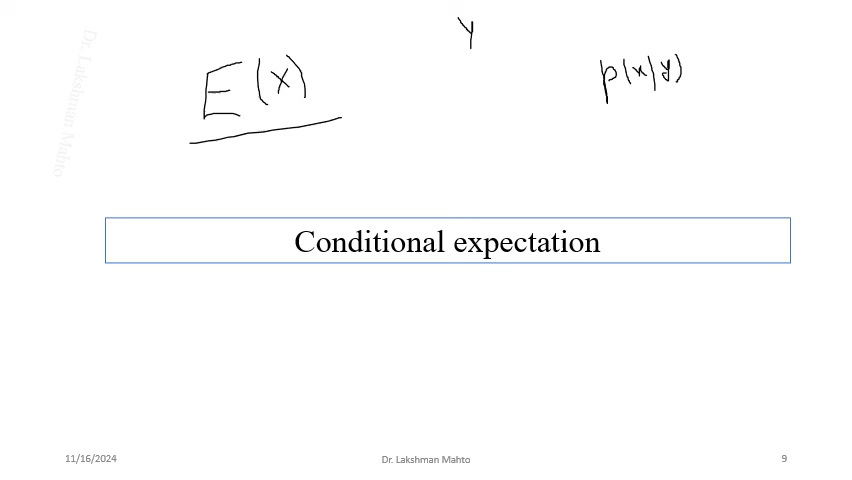 Y
E(X)
p(x|y)
Dr. Lakshman Mahto
Conditional expectation
11/16/2024
Dr. Lakshman Mahto
9